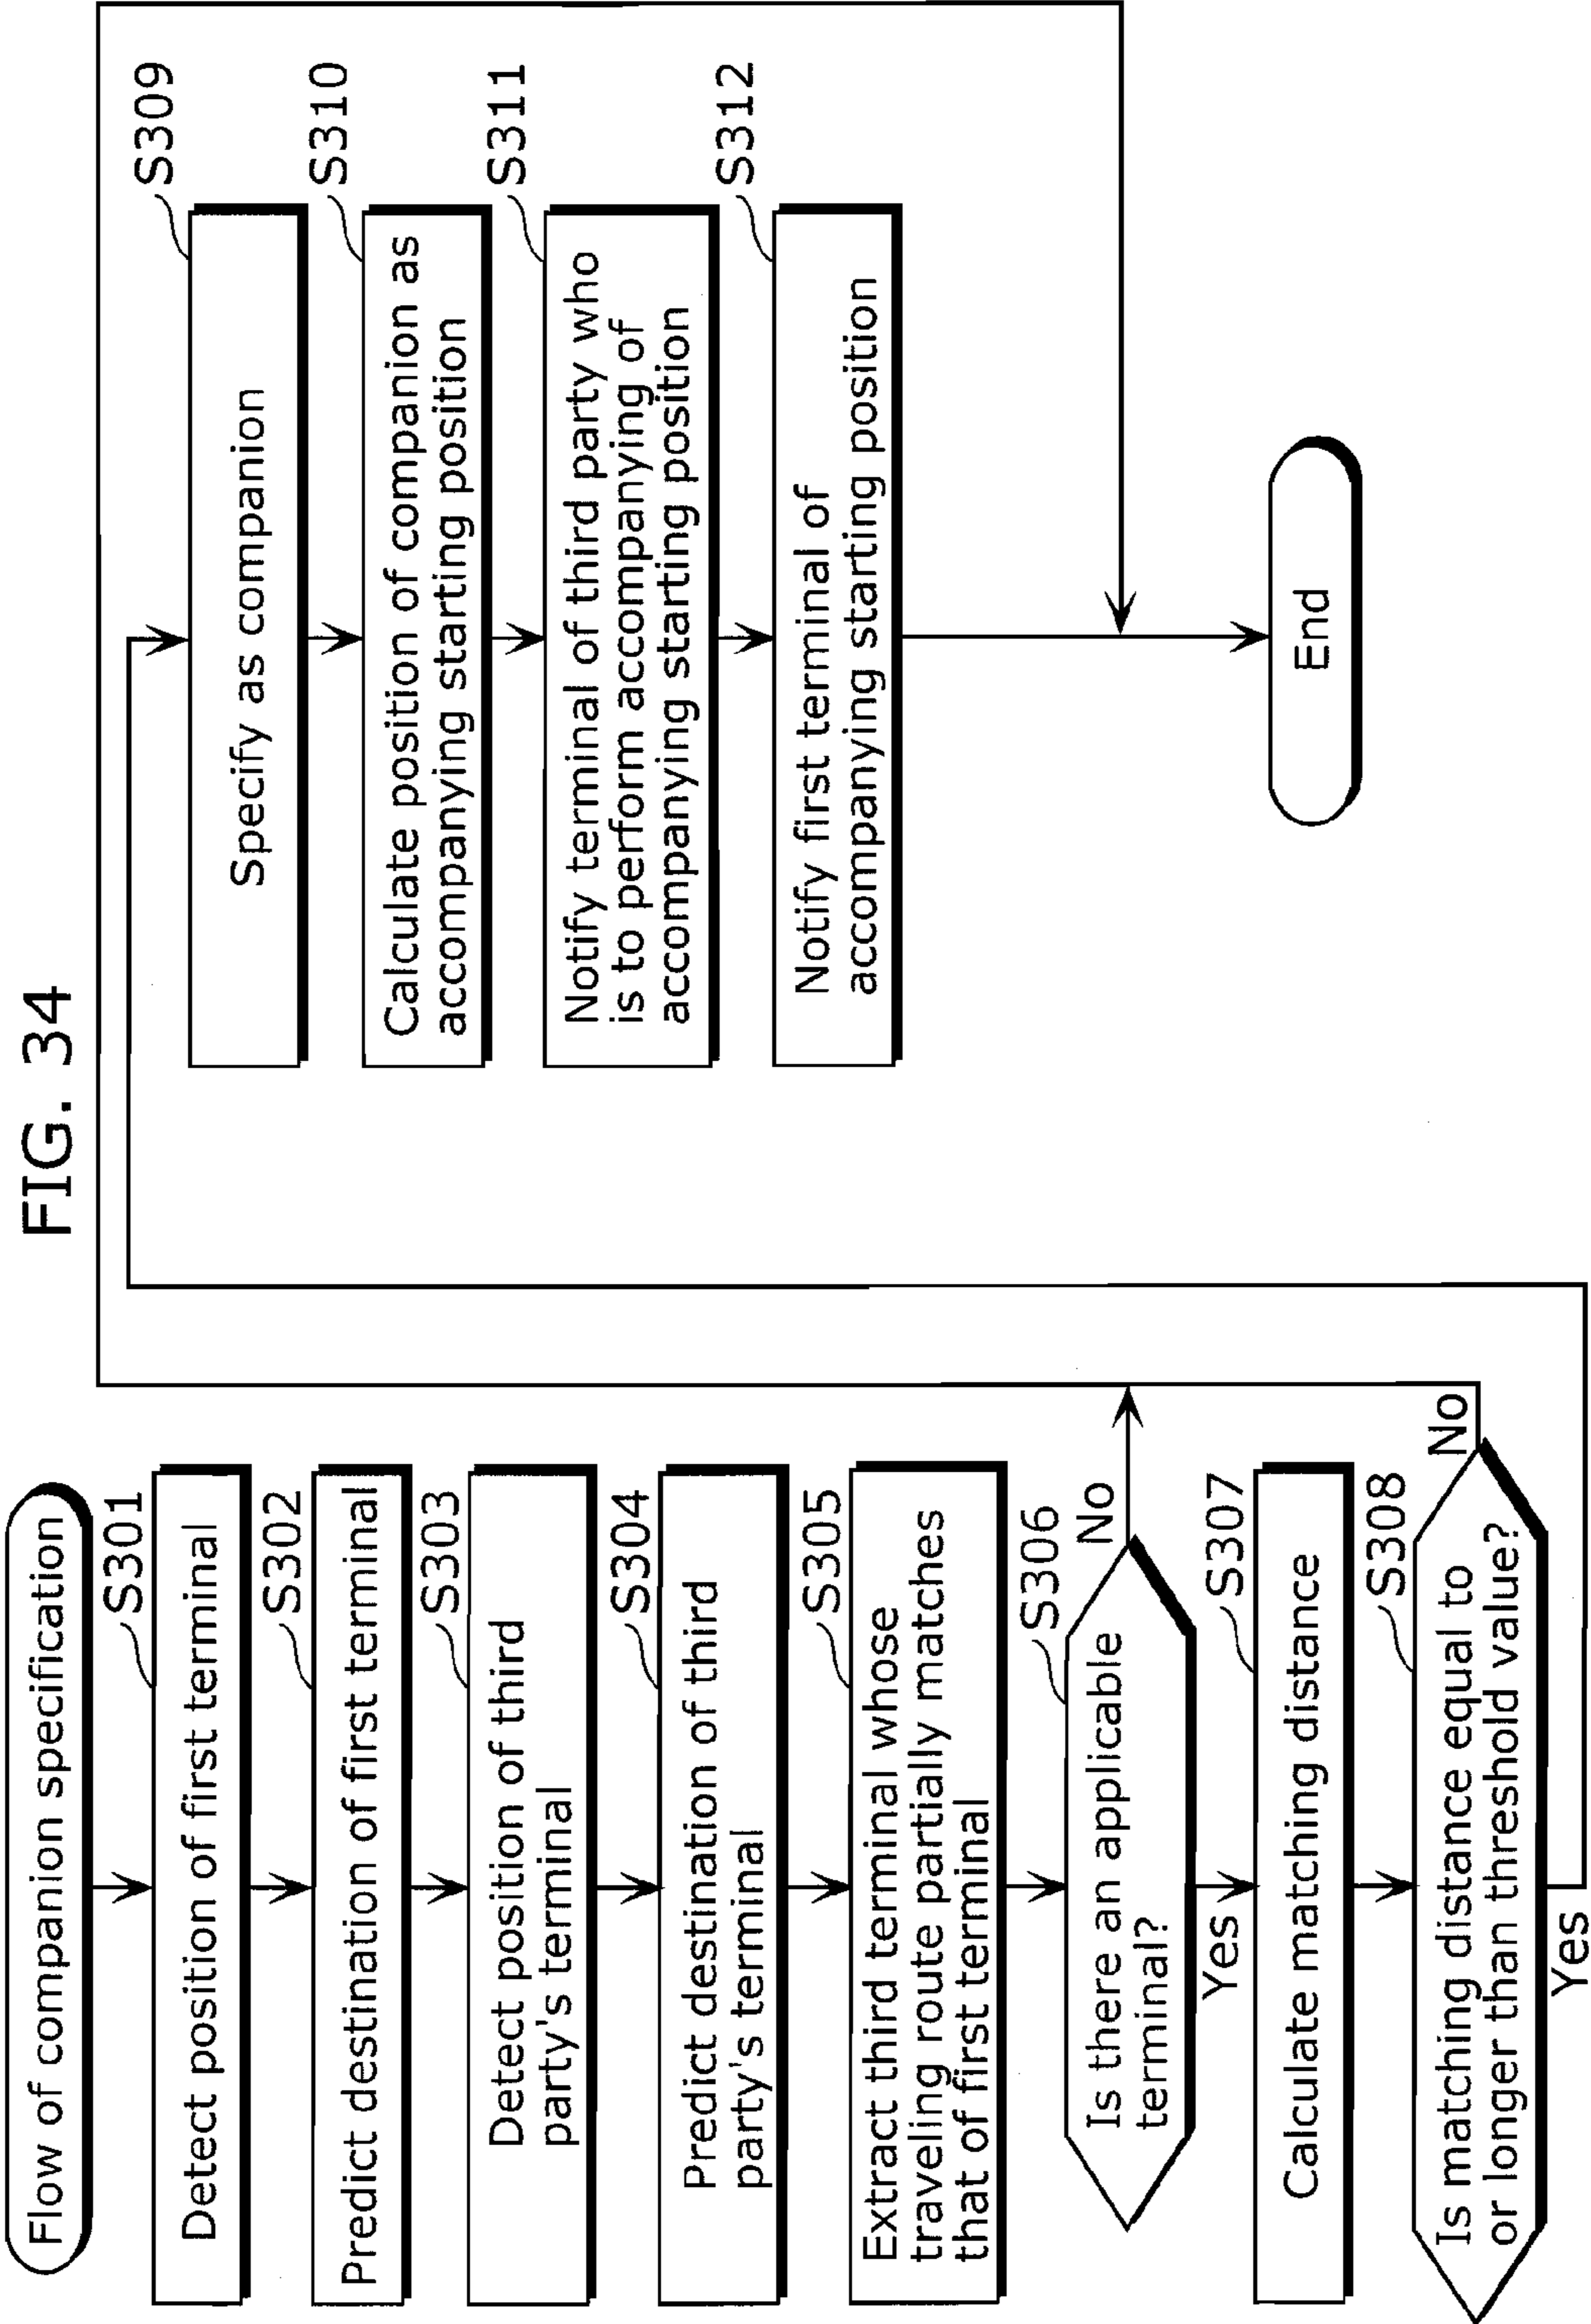 FIG. 34
Flow of companion specification
S301
Detect position of first terminal
S302
Predict destination of first terminal
S303
Detect position of third
party's terminal
S304
Predict destination of third
party's terminal
S305
Extract third terminal whose
traveling route partially matches
that of first terminal
S306
Is there an applicable
terminal?
No
Yes
S307
Calculate matching distance
S308
Is matching distance equal to
or longer than threshold value?
No
Yes
S309
Specify as companion
S310
Calculate position of companion as
accompanying starting position
S311
Notify terminal of third party who
is to perform accompanying of
accompanying starting position
S312
Notify first terminal of
accompanying starting position
End